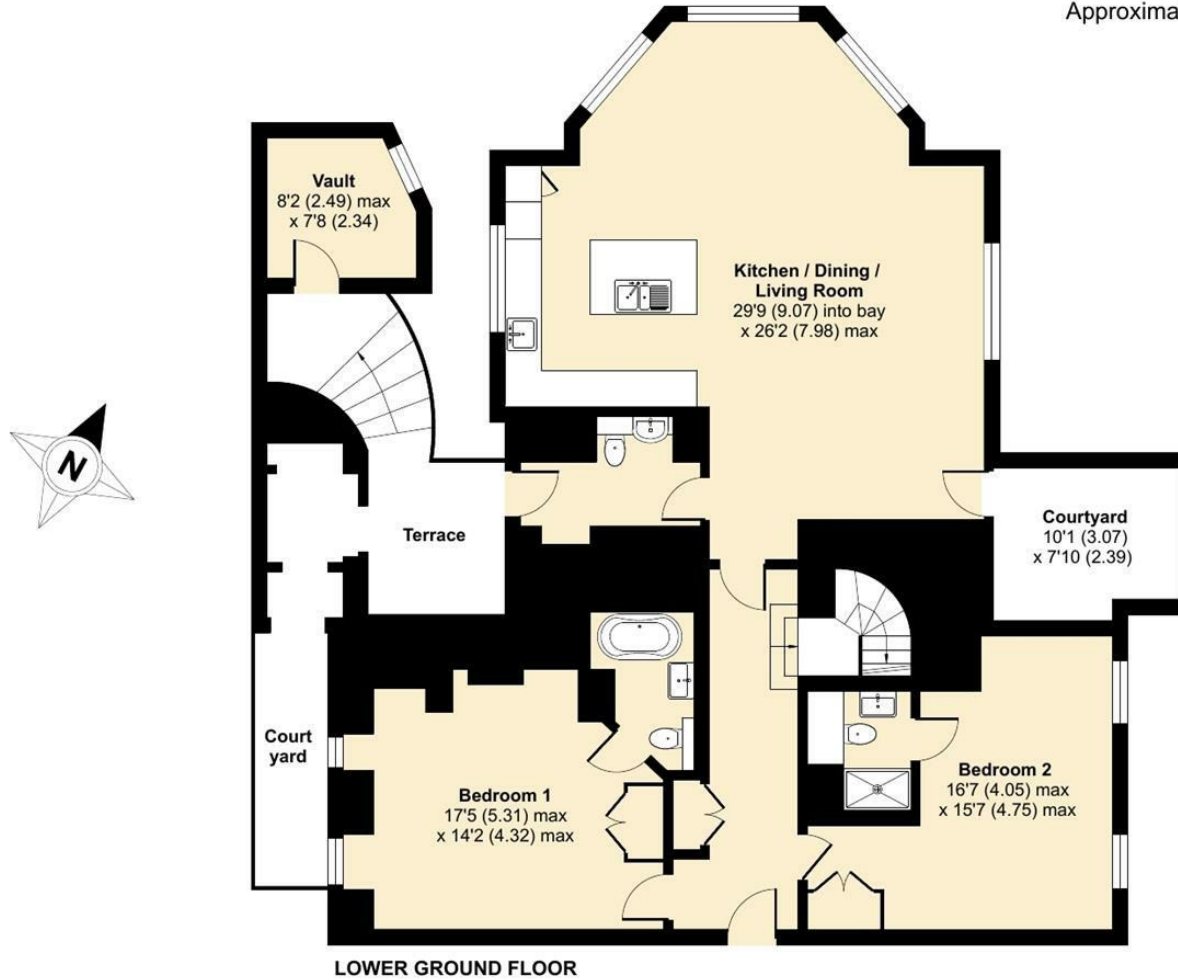 Approxima
Vault
8'2 (2.49) max
x 7'8 (2.34)
Kitchen / Dining /
Living Room
29'9 (9.07) into bay
x 26'2 (7.98) max
N
Terrace
Courtyard
10'1 (3.07)
x 7'10 (2.39)
Court
yard
Bedroom 1
17'5 (5.31) max
x 14'2 (4.32) max
Bedroom 2
16'7 (4.05) max
x 15'7 (4.75) max
LOWER GROUND FLOOR